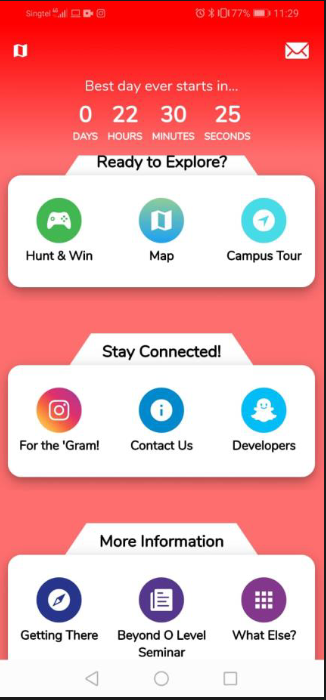 Singtel 77% 11:29
Best day ever starts in...
0 22 30 25
DAYS HOURS MINUTES SECONDS
Ready to Explore?
Hunt & Win Map Campus Tour
Stay Connected!
For the 'Gram! Contact Us Developers
More Information
Getting There Beyond O Level What Else?
Seminar